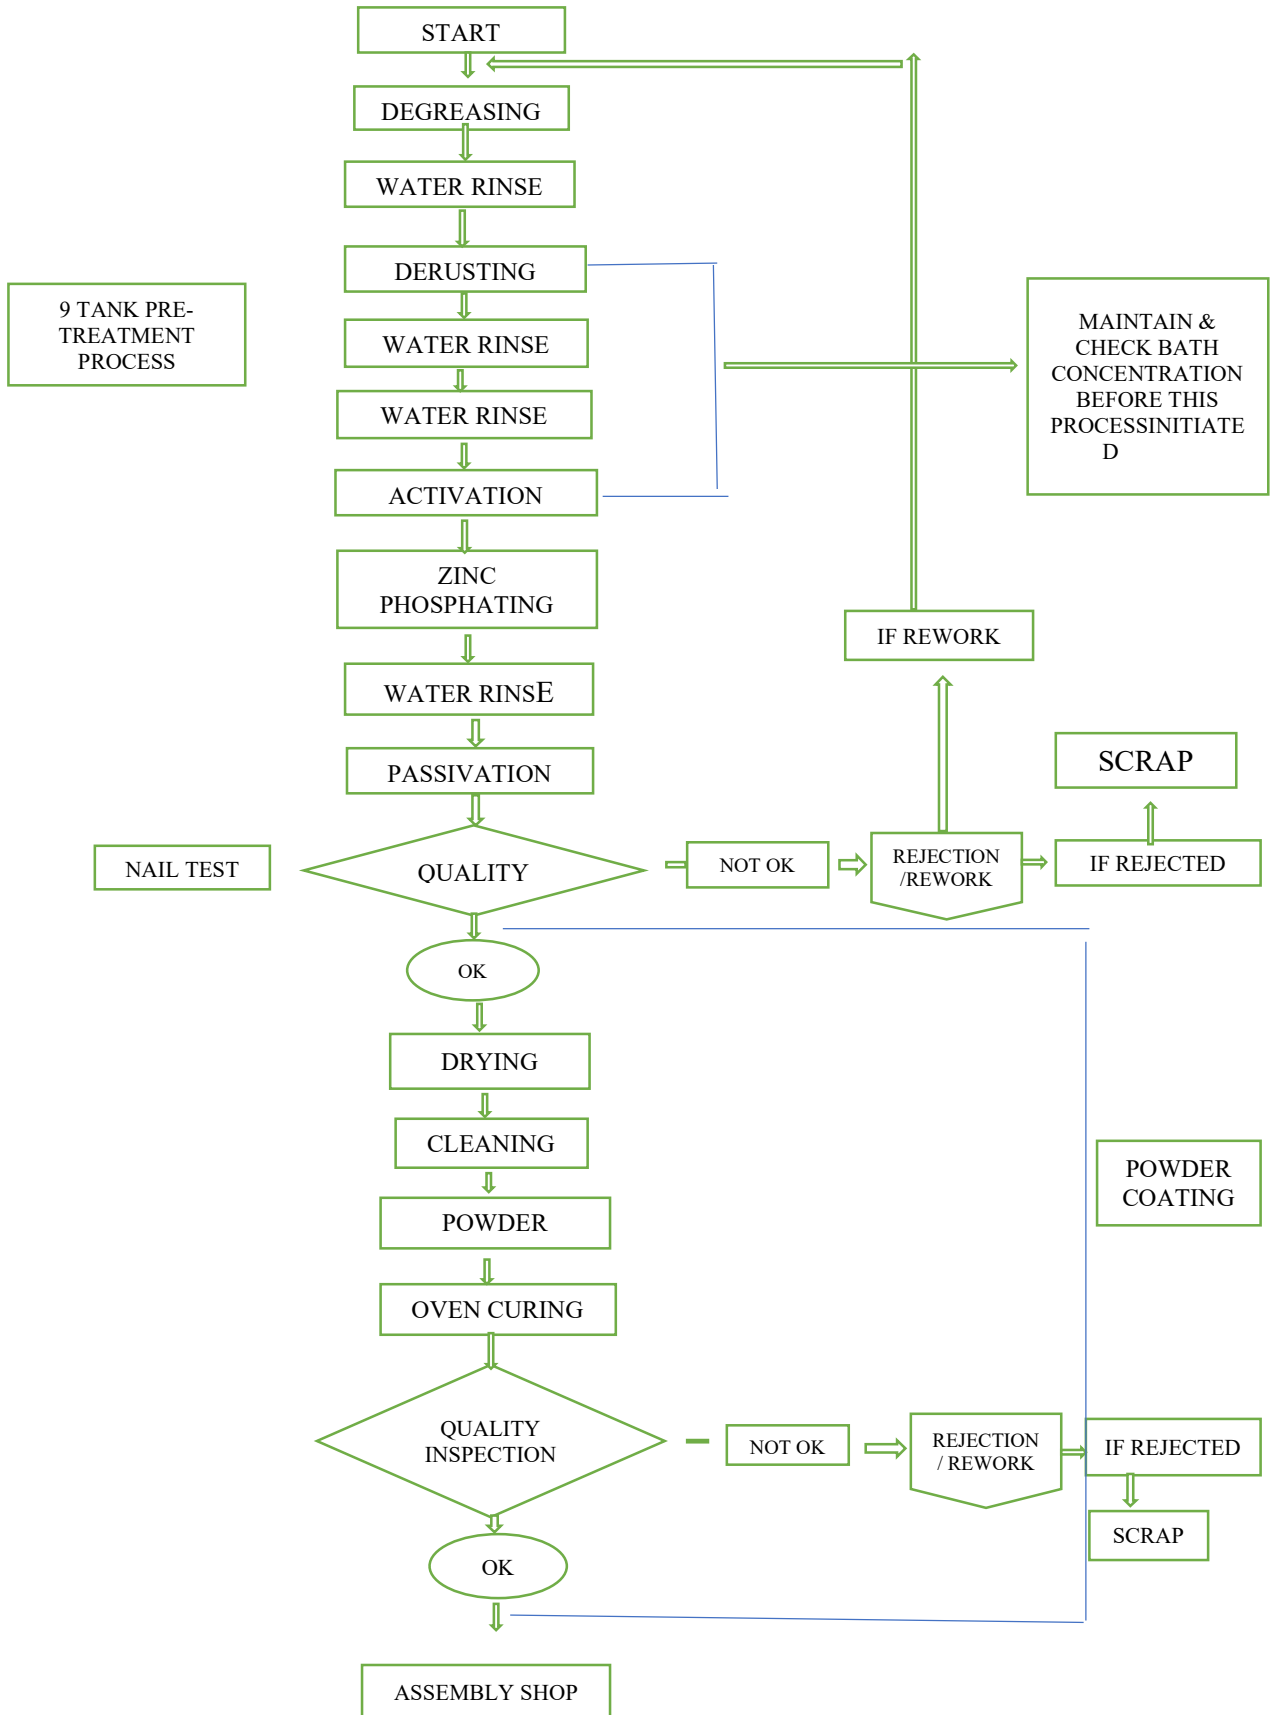 START
DEGREASING
WATER RINSE
DERUSTING
9 TANK PRE-
TREATMENT
PROCESS
WATER RINSE
MAINTAIN &
CHECK BATH
CONCENTRATION
BEFORE THIS
PROCESSINITIATE
D
WATER RINSE
ACTIVATION
ZINC
PHOSPHATING
IF REWORK
WATER RINSE
PASSIVATION
SCRAP
NAIL TEST
QUALITY
NOT OK
REJECTION
/REWORK
IF REJECTED
OK
DRYING
CLEANING
POWDER
COATING
POWDER
OVEN CURING
QUALITY
INSPECTION
NOT OK
REJECTION
/ REWORK
IF REJECTED
SCRAP
OK
ASSEMBLY SHOP